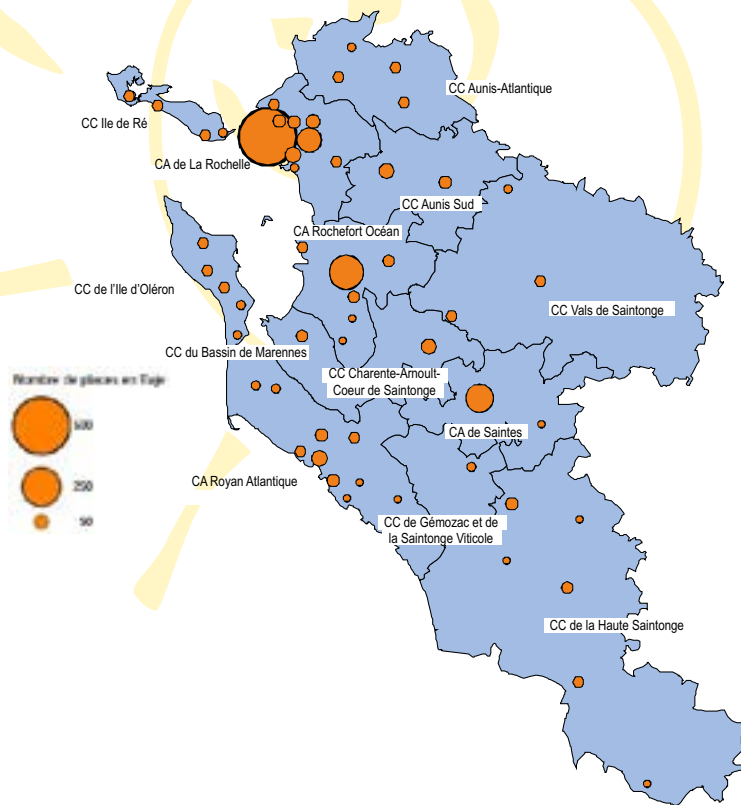 CC Aunis-Atlantique
CC Ile de Ré
CA de La Rochelle
CC Aunis Sud
CA Rochefort Océan
CC de l'Ile d'Oléron
CC Vals de Saintonge
CC du Bassin de Marennes
CC Charente-Arnoult-
Coeur de Saintonge
Nombre de places en Eaje
500
250
50
CA de Saintes
CA Royan Atlantique
CC de Gémozac et de
la Saintonge Viticole
CC de la Haute Saintonge